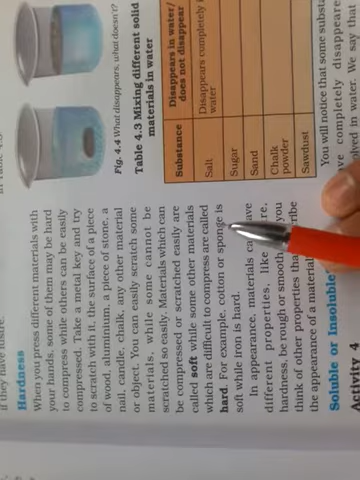 if they have lustre.
Hardness
When you press different materials with
your hands, some of them may be hard
to compress while others can be easily
compressed. Take a metal key and try
to scratch with it, the surface of a piece
of wood, aluminium, a piece of stone, a
nail, candle, chalk, any other material
or object. You can easily scratch some
materials, while some cannot be
scratched so easily. Materials which can
be compressed or scratched easily are
called soft while some other materials
which are difficult to compress are called
hard. For example, cotton or sponge is
soft while iron is hard.
In appearance, materials can have
different properties, like
hardness, be rough or smooth
you
think of other properties that
the appearance of a material
Soluble or Insoluble
Activity 4
Fig. 4.4 What disappears, what doesn't?
Table 4.3 Mixing different solid
materials in water
Substance Disappears in water/
does not disappear
Salt Disappears completely i
water
Sugar
Sand
Chalk
powder
Sawdust
You will notice that some substa
completely disappeare
in water. We say that